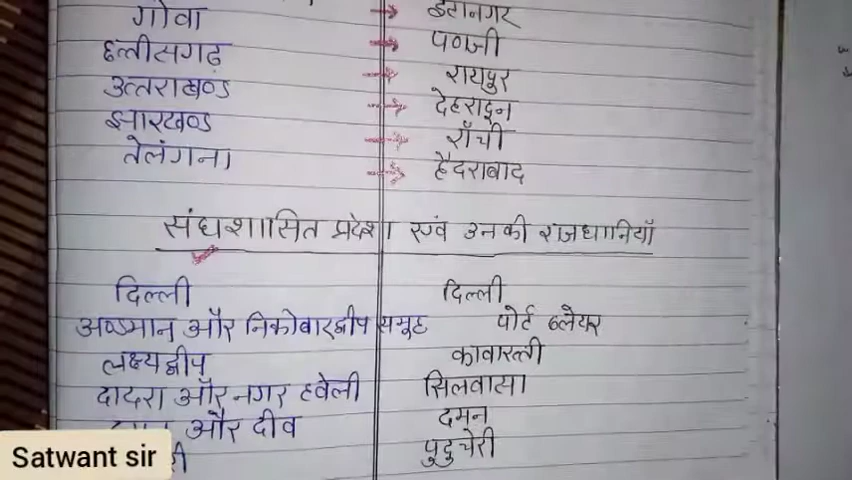 गोवा → इटानगर
छत्तीसगढ़ → पणजी
उत्तराखण्ड → रायपुर
झारखण्ड → देहरादून
तेलंगना → राँची
→ हैदरावाद
संघशासित प्रदेश एवं उनकी राजधानियाँ
दिल्ली दिल्ली
अण्डमान और निकोवारद्वीप समूह पोर्ट ब्लेयर
लक्ष्यद्वीप कावारत्ती
दादरा और नगर हवेली सिलवासा
और दीव दमन
पुदुचेरी
Satwant sir